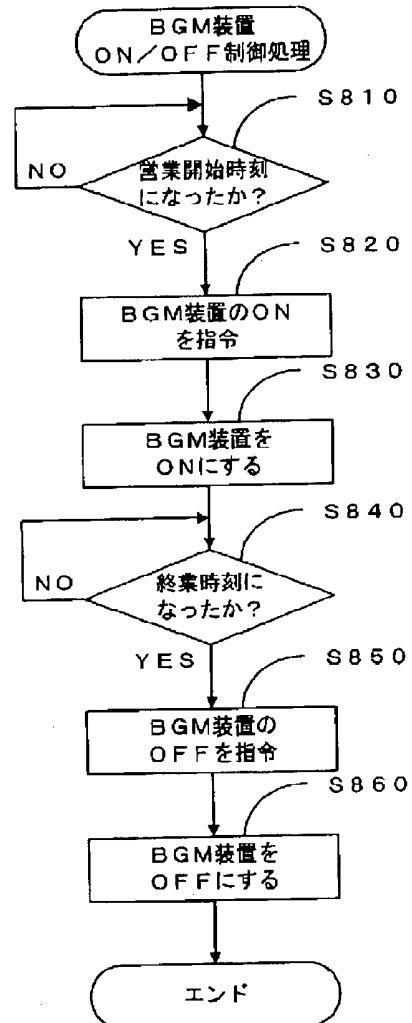 ＢＧＭ装置
ＯＮ／ＯＦＦ制御処理
Ｓ８１０
ＮＯ
営業開始時刻
になったか？
ＹＥＳ
Ｓ８２０
ＢＧＭ装置のＯＮ
を指令
Ｓ８３０
ＢＧＭ装置を
ＯＮにする
Ｓ８４０
ＮＯ
終業時刻に
なったか？
ＹＥＳ
Ｓ８５０
ＢＧＭ装置の
ＯＦＦを指令
Ｓ８６０
ＢＧＭ装置を
ＯＦＦにする
エンド